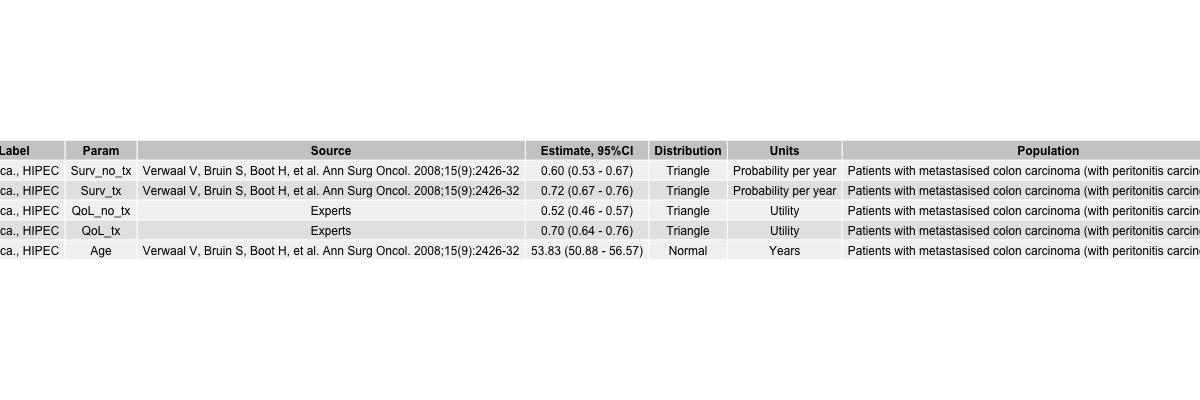 Label Param Source Estimate, 95%CI Distribution Units Population
ca., HIPEC Surv_no_tx Verwaal V, Bruin S, Boot H, et al. Ann Surg Oncol. 2008;15(9):2426-32 0.60 (0.53 - 0.67) Triangle Probability per year Patients with metastasised colon carcinoma (with peritonitis
ca., HIPEC Surv_tx Verwaal V, Bruin S, Boot H, et al. Ann Surg Oncol. 2008;15(9):2426-32 0.72 (0.67 - 0.76) Triangle Probability per year Patients with metastasised colon carcinoma (with peritonitis
ca., HIPEC QoL_no_tx Experts 0.52 (0.46 - 0.57) Triangle Utility Patients with metastasised colon carcinoma (with peritonitis
ca., HIPEC QoL_tx Experts 0.70 (0.64 - 0.76) Triangle Utility Patients with metastasised colon carcinoma (with peritonitis
ca., HIPEC Age Verwaal V, Bruin S, Boot H, et al. Ann Surg Oncol. 2008;15(9):2426-32 53.83 (50.88 - 56.57) Normal Years Patients with metastasised colon carcinoma (with peritonitis